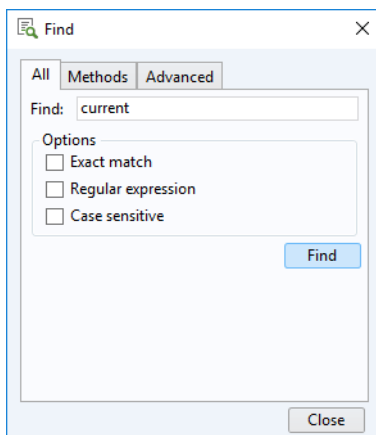 Find
All Methods Advanced
Find: current
Options
Exact match
Regular expression
Case sensitive
Find
Close